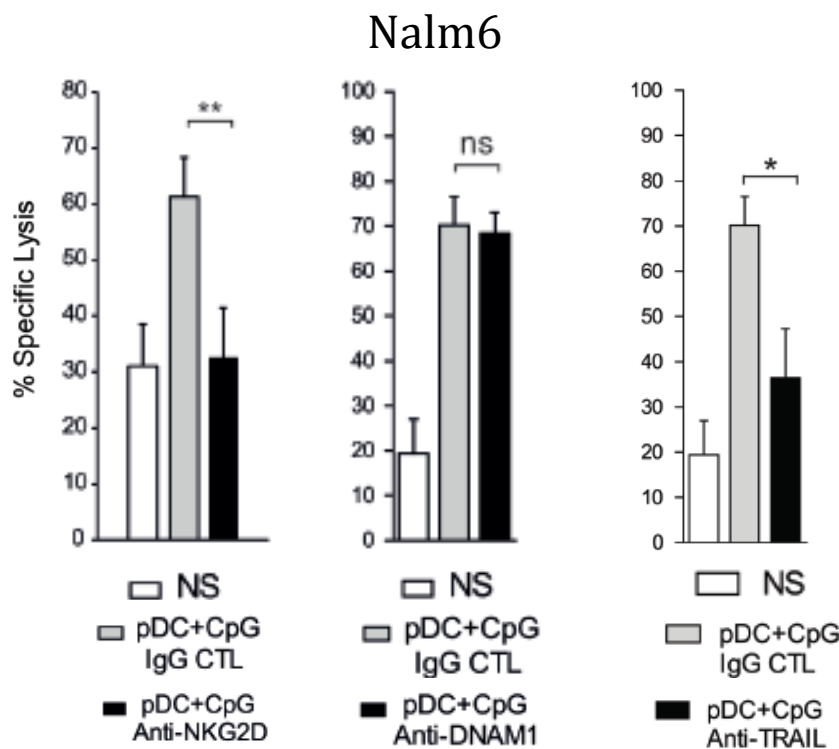 Nalm6
% Specific Lysis
80
70
60
50
40
30
20
10
0
**
NS
pDC+CpG
IgG CTL
pDC+CpG
Anti-NKG2D
100
90
80
70
60
50
40
30
20
10
0
ns
NS
pDC+CpG
IgG CTL
pDC+CpG
Anti-DNAM1
100
90
80
70
60
50
40
30
20
10
0
*
NS
pDC+CpG
IgG CTL
pDC+CpG
Anti-TRAIL